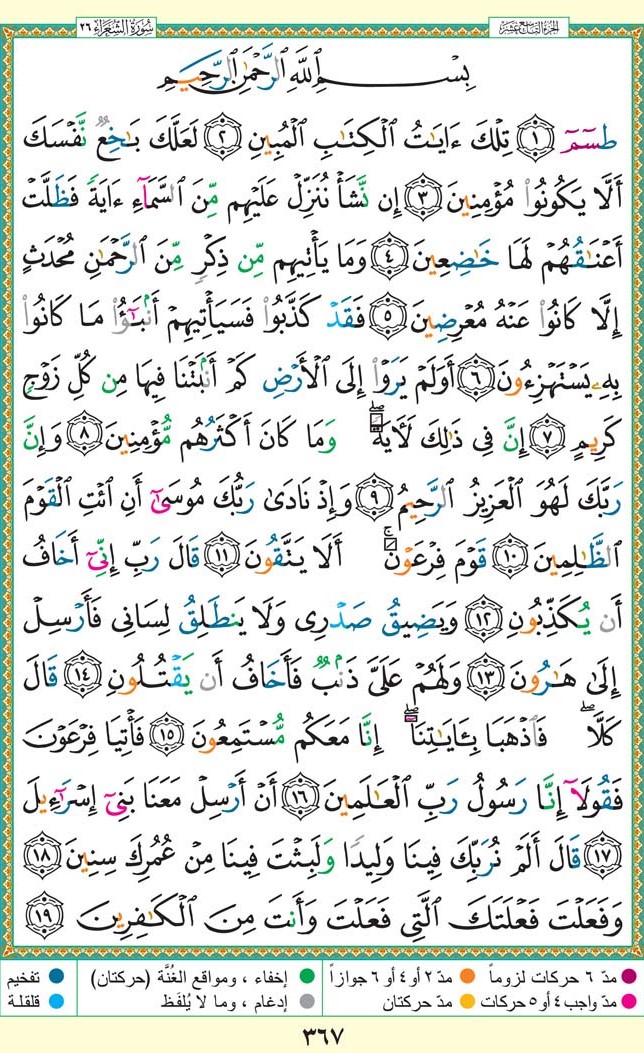 الجزء التاسع عشر
سورة الشعراء ٢٦
بِسْمِ ٱللَّهِ ٱلرَّحْمَٰنِ ٱلرَّحِيمِ
طسٓمٓ ١ تِلْكَ ءَايَٰتُ ٱلْكِتَٰبِ ٱلْمُبِينِ ٢ لَعَلَّكَ بَٰخِعٌ نَّفْسَكَ
أَلَّا يَكُونُوا۟ مُؤْمِنِينَ ٣ إِن نَّشَأْ نُنَزِّلْ عَلَيْهِم مِّنَ ٱلسَّمَآءِ ءَايَةً فَظَلَّتْ
أَعْنَٰقُهُمْ لَهَا خَٰضِعِينَ ٤ وَمَا يَأْتِيهِم مِّن ذِكْرٍ مِّنَ ٱلرَّحْمَٰنِ مُحْدَثٍ
إِلَّا كَانُوا۟ عَنْهُ مُعْرِضِينَ ٥ فَقَدْ كَذَّبُوا۟ فَسَيَأْتِيهِمْ أَنۢبَٰٓؤُا۟ مَا كَانُوا۟
بِهِۦ يَسْتَهْزِءُونَ ٦ أَوَلَمْ يَرَوْا۟ إِلَى ٱلْأَرْضِ كَمْ أَنۢبَتْنَا فِيهَا مِن كُلِّ زَوْجٍ
كَرِيمٍ ٧ إِنَّ فِى ذَٰلِكَ لَءَايَةً ۖ وَمَا كَانَ أَكْثَرُهُم مُّؤْمِنِينَ ٨ وَإِنَّ
رَبَّكَ لَهُوَ ٱلْعَزِيزُ ٱلرَّحِيمُ ٩ وَإِذْ نَادَىٰ رَبُّكَ مُوسَىٰٓ أَنِ ٱئْتِ ٱلْقَوْمَ
ٱلظَّٰلِمِينَ ١٠ قَوْمَ فِرْعَوْنَ ۚ أَلَا يَتَّقُونَ ١١ قَالَ رَبِّ إِنِّىٓ أَخَافُ
أَن يُكَذِّبُونِ ١٢ وَيَضِيقُ صَدْرِى وَلَا يَنطَلِقُ لِسَانِى فَأَرْسِلْ
إِلَىٰ هَٰرُونَ ١٣ وَلَهُمْ عَلَىَّ ذَنۢبٌ فَأَخَافُ أَن يَقْتُلُونِ ١٤ قَالَ
كَلَّا ۖ فَٱذْهَبَا بِـَٔايَٰتِنَآ ۖ إِنَّا مَعَكُم مُّسْتَمِعُونَ ١٥ فَأْتِيَا فِرْعَوْنَ
فَقُولَآ إِنَّا رَسُولُ رَبِّ ٱلْعَٰلَمِينَ ١٦ أَنْ أَرْسِلْ مَعَنَا بَنِىٓ إِسْرَٰٓءِيلَ
١٧ قَالَ أَلَمْ نُرَبِّكَ فِينَا وَلِيدًا وَلَبِثْتَ فِينَا مِنْ عُمُرِكَ سِنِينَ ١٨
وَفَعَلْتَ فَعْلَتَكَ ٱلَّتِى فَعَلْتَ وَأَنتَ مِنَ ٱلْكَٰفِرِينَ ١٩
مدّ ٦ حركات لزوماً مدّ ٢ أو ٤ أو ٦ جوازاً إخفاء ، ومواقع الغُنَّة (حركتان) تفخيم
مدّ واجب ٤ أو ٥ حركات مدّ حركتان إدغام ، وما لا يُلفَظ قلقلة
٣٦٧